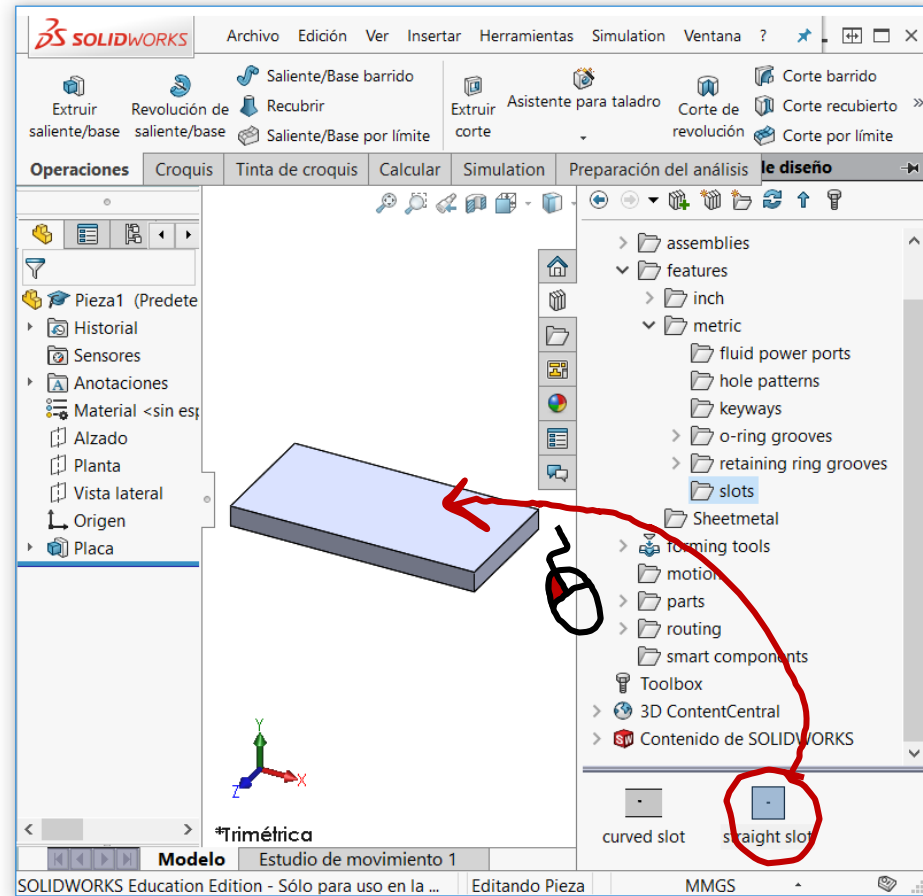 SOLIDWORKS Archivo Edición Ver Insertar Herramientas Simulation Ventana ?
Extruir saliente/base
Revolución de saliente/base
Saliente/Base barrido
Recubrir
Saliente/Base por límite
Extruir corte
Asistente para taladro
Corte de revolución
Corte barrido
Corte recubierto
Corte por límite
Operaciones Croquis Tinta de croquis Calcular Simulation Preparación del análisis de diseño
Pieza1 (Predete
Historial
Sensores
Anotaciones
Material <sin esp
Alzado
Planta
Vista lateral
Origen
Placa
Y
X
Z
*Trimétrica
assemblies
features
inch
metric
fluid power ports
hole patterns
keyways
o-ring grooves
retaining ring grooves
slots
Sheetmetal
forming tools
motion
parts
routing
smart components
Toolbox
3D ContentCentral
Contenido de SOLIDWORKS
curved slot
straight slot
Modelo Estudio de movimiento 1
SOLIDWORKS Education Edition - Sólo para uso en la ... Editando Pieza MMGS